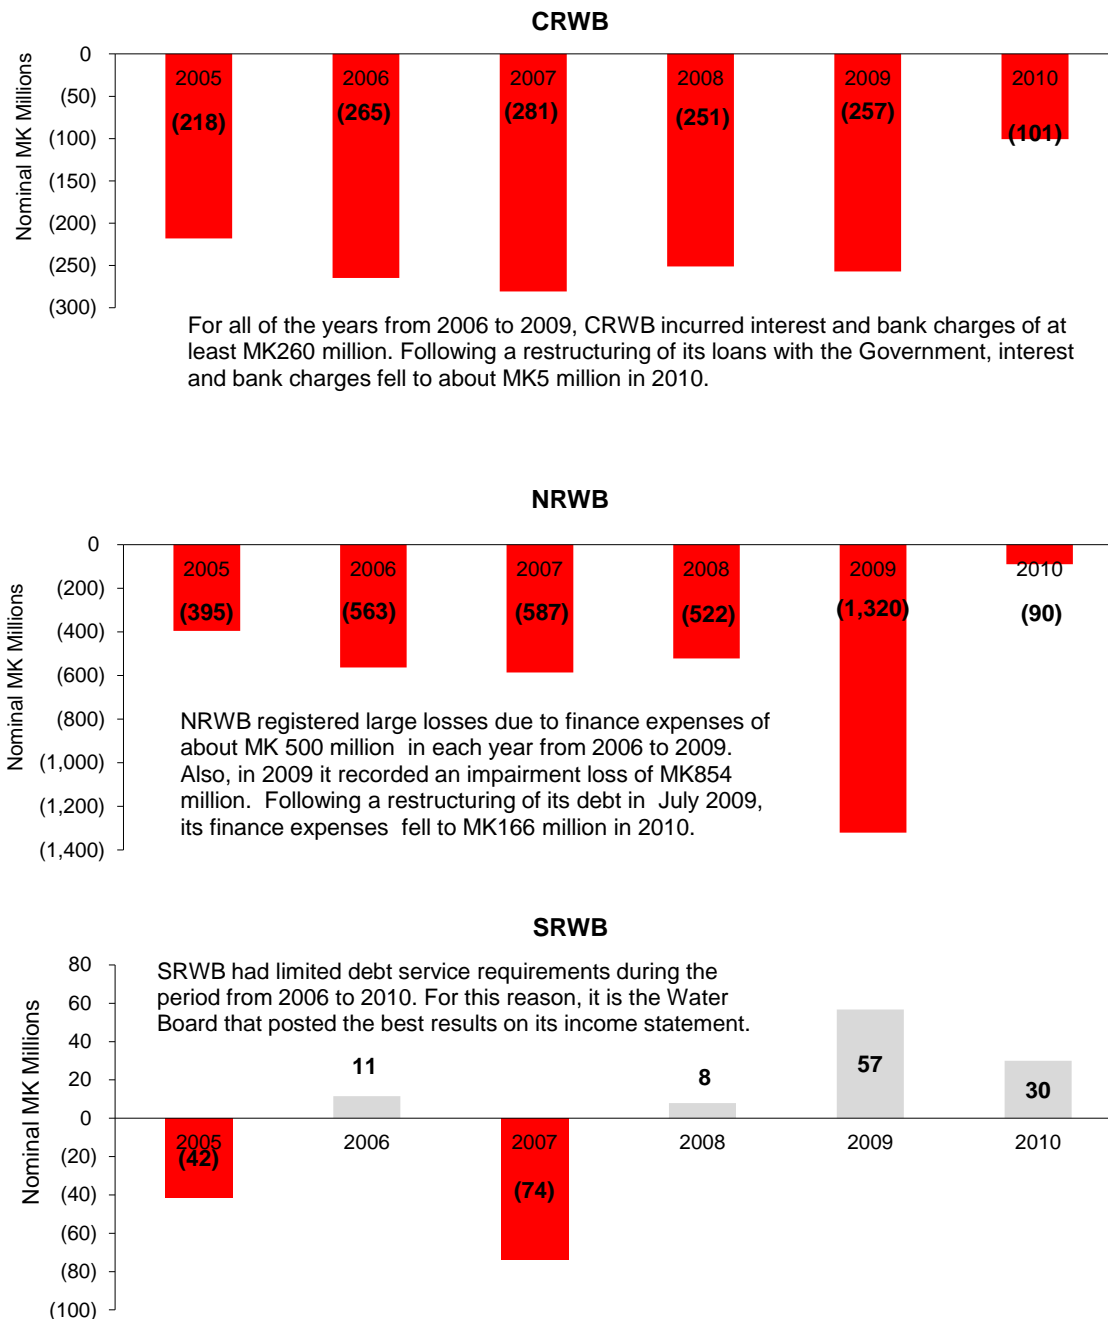 CRWB
Nominal MK Millions
0
(50)
(100)
(150)
(200)
(250)
(300)
2005 2006 2007 2008 2009 2010
(218) (265) (281) (251) (257) (101)
For all of the years from 2006 to 2009, CRWB incurred interest and bank charges of at
least MK260 million. Following a restructuring of its loans with the Government, interest
and bank charges fell to about MK5 million in 2010.
NRWB
Nominal MK Millions
0
(200)
(400)
(600)
(800)
(1,000)
(1,200)
(1,400)
2005 2006 2007 2008 2009 2010
(395) (563) (587) (522) (1,320) (90)
NRWB registered large losses due to finance expenses of
about MK 500 million in each year from 2006 to 2009.
Also, in 2009 it recorded an impairment loss of MK854
million. Following a restructuring of its debt in July 2009,
its finance expenses fell to MK166 million in 2010.
SRWB
Nominal MK Millions
80
60
40
20
0
(20)
(40)
(60)
(80)
(100)
SRWB had limited debt service requirements during the
period from 2006 to 2010. For this reason, it is the Water
Board that posted the best results on its income statement.
11 8 57 30
2005 2006 2007 2008 2009 2010
(42) (74)